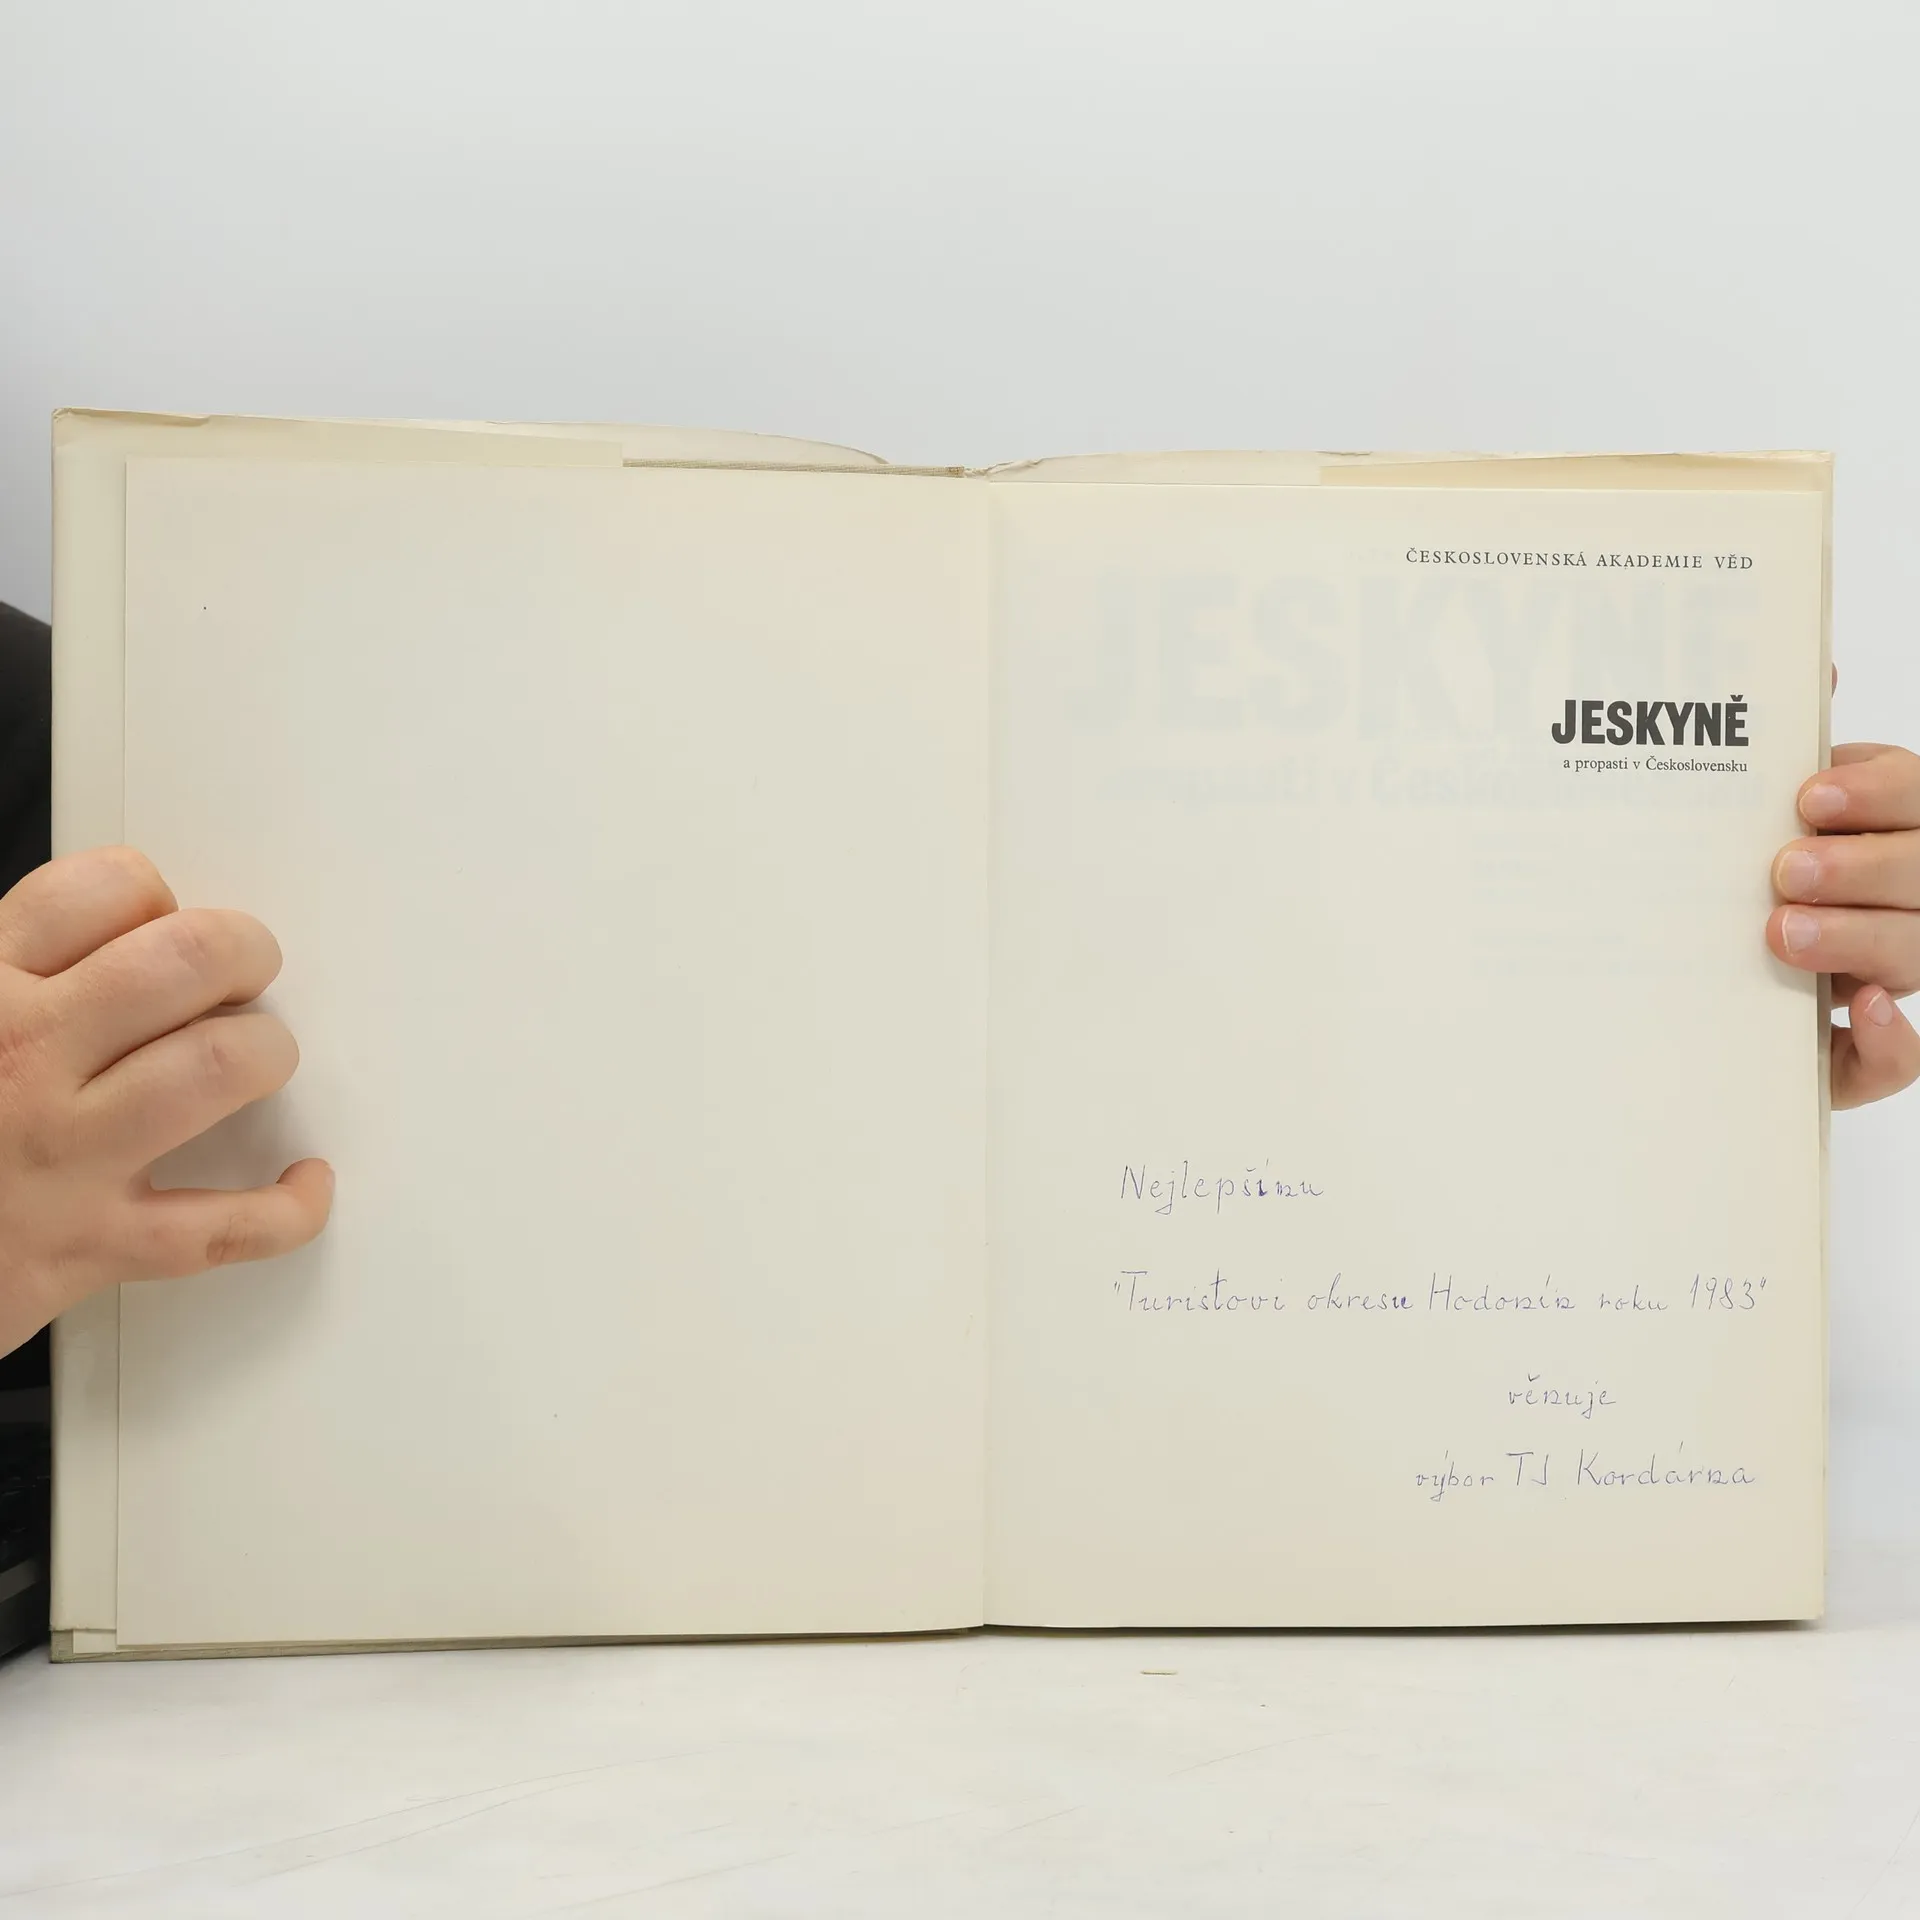 ČESKOSLOVENSKÁ AKADEMIE VĚD
JESKYNĚ
a propasti v Československu
Nejlepšímu
"Turistovi okresu Hodonín roku 1983"
věnuje
výbor TJ Kordárna